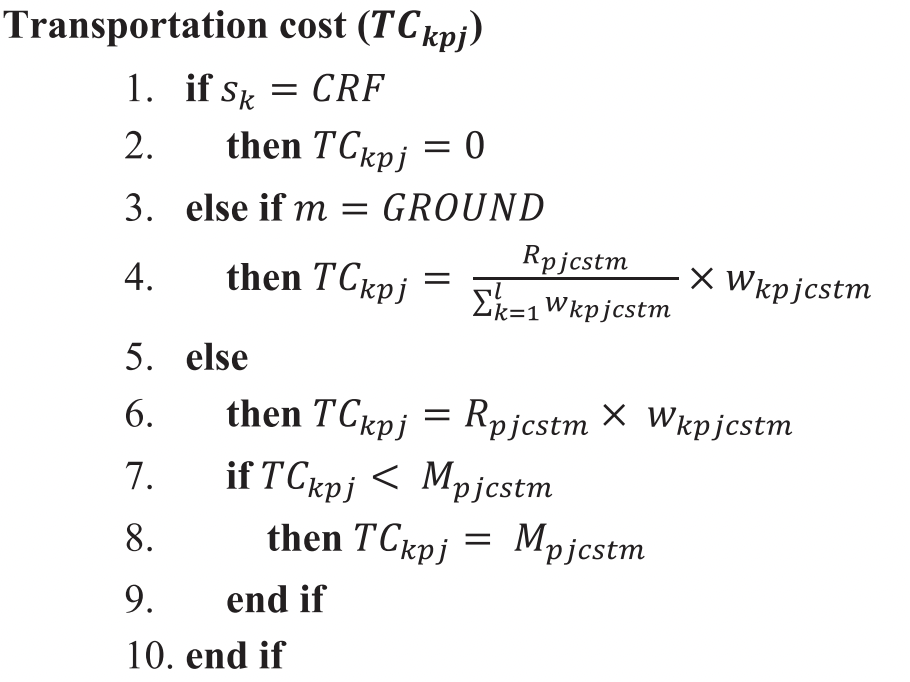 Transportation cost (TC_{kpj})
1. if s_k = CRF
2. then TC_{kpj} = 0
3. else if m = GROUND
4. then TC_{kpj} = \frac{R_{pjcstm}}{\sum_{k=1}^{l} w_{kpjcstm}} × w_{kpjcstm}
5. else
6. then TC_{kpj} = R_{pjcstm} × w_{kpjcstm}
7. if TC_{kpj} < M_{pjcstm}
8. then TC_{kpj} = M_{pjcstm}
9. end if
10. end if